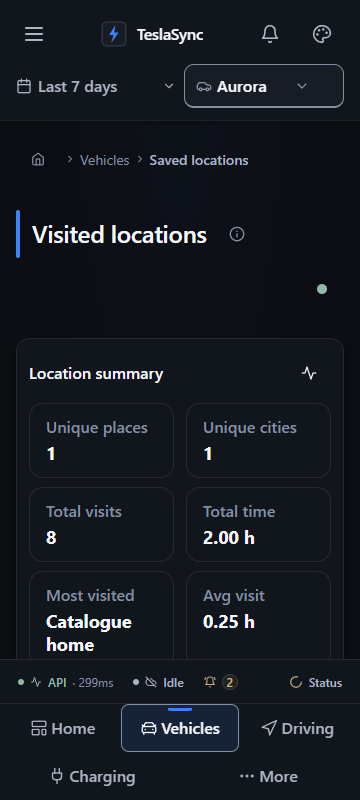 TeslaSync
Last 7 days
Aurora
Vehicles
Saved locations
Visited locations
Location summary
Unique places
1
Unique cities
1
Total visits
8
Total time
2.00 h
Most visited
Catalogue
home
Avg visit
0.25 h
API · 299ms
Idle
2
Status
Home
Vehicles
Driving
Charging
More